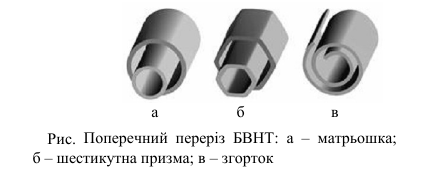 а б в
Рис. Поперечний переріз БВНТ: а – матрьошка;
б – шестикутна призма; в – згорток